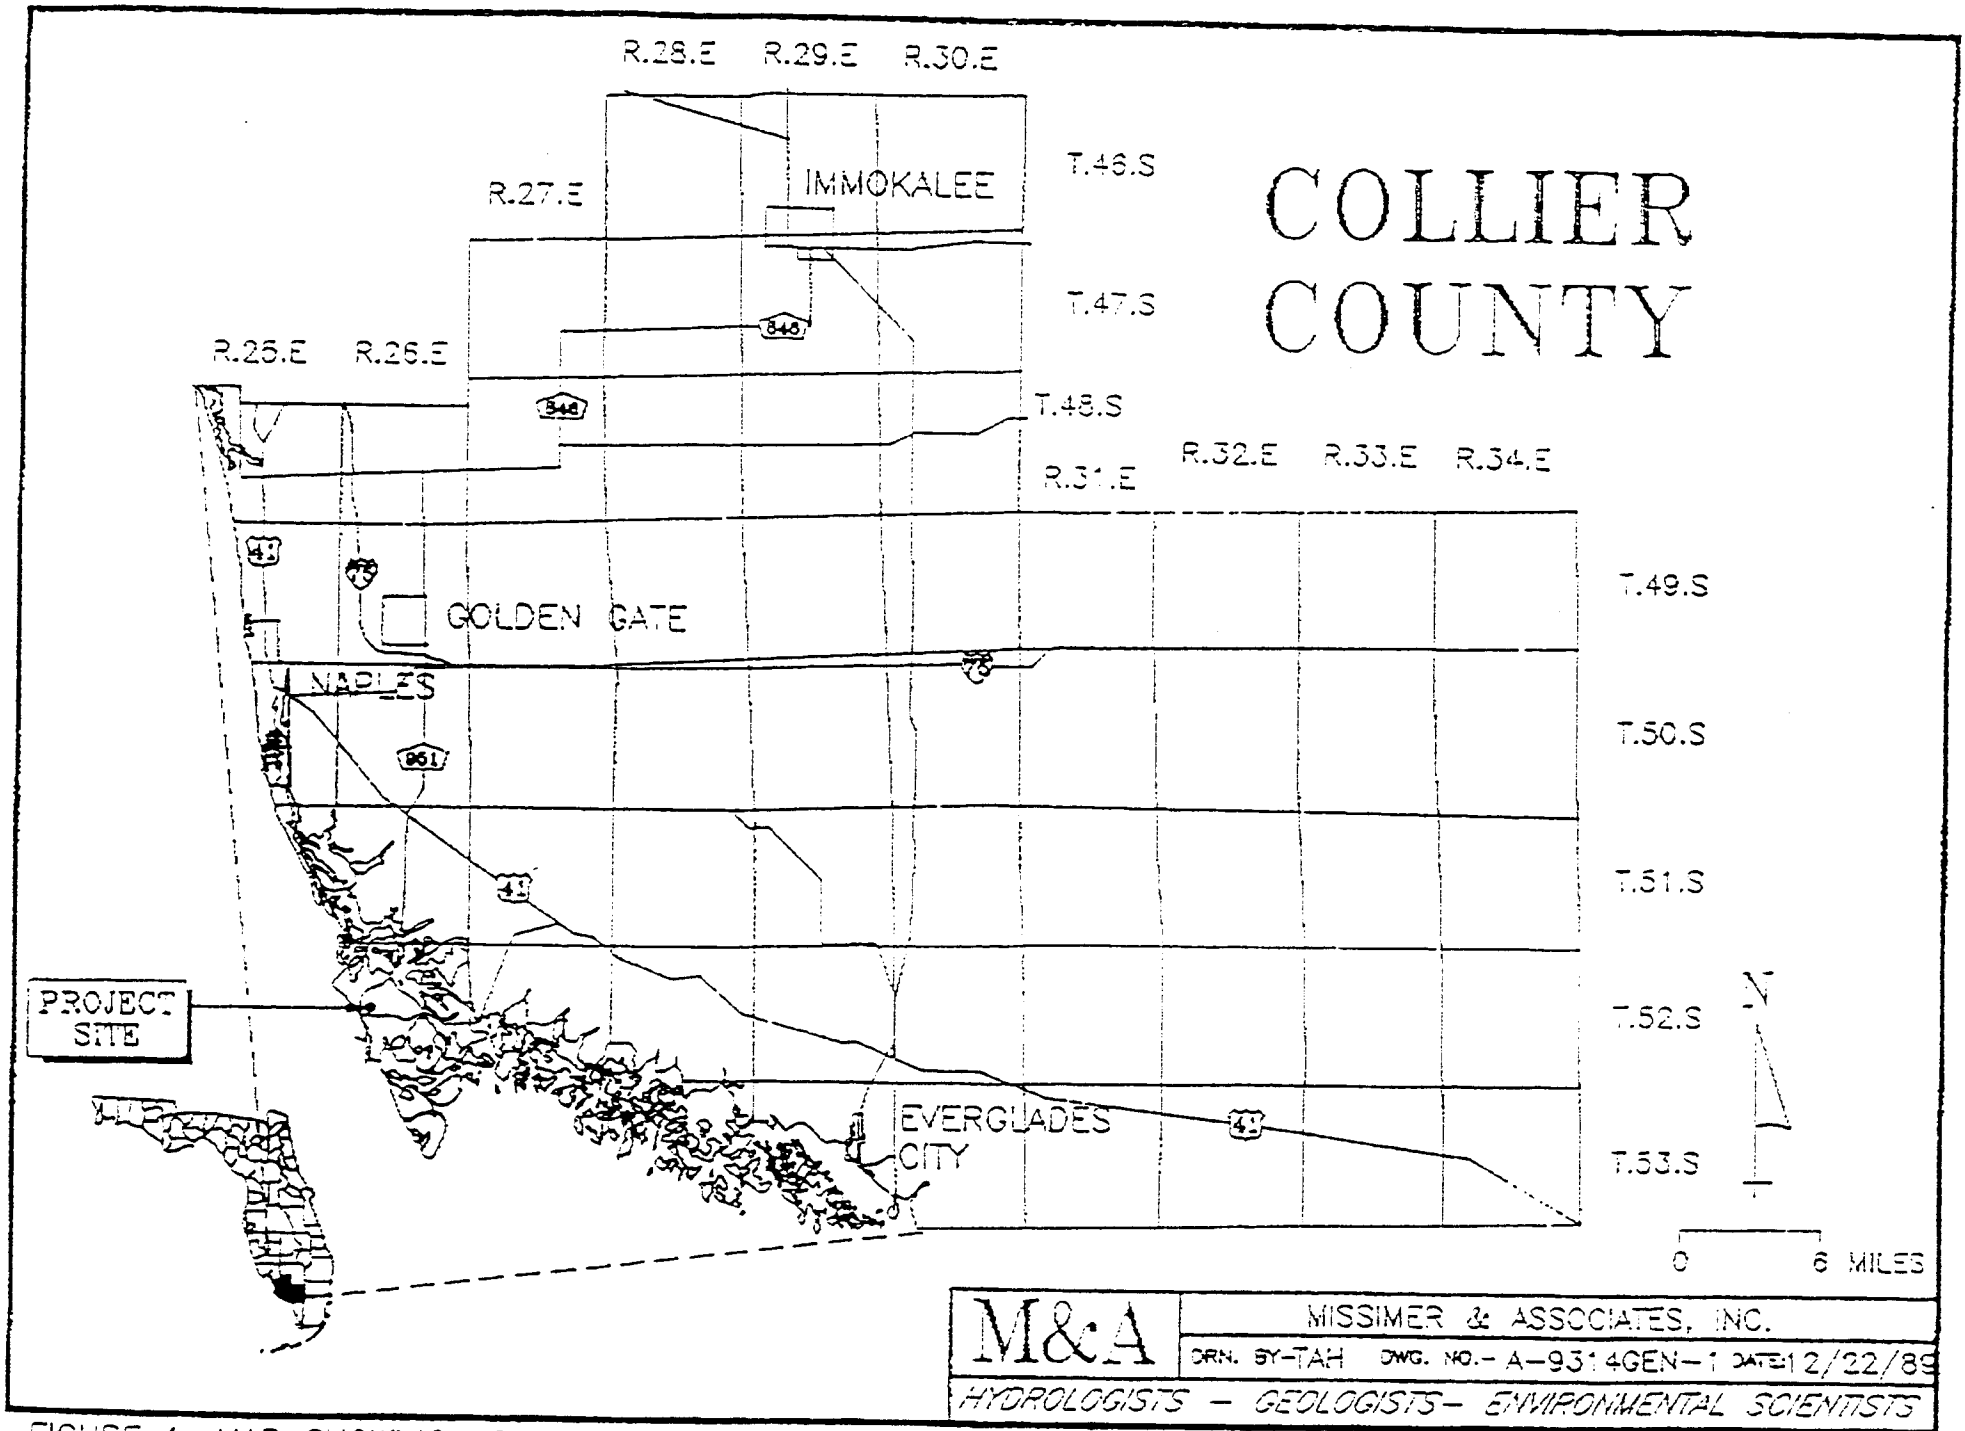 R.28.E R.29.E R.30.E
T.46.S
R.27.E
IMMOKALEE
COLLIER
COUNTY
T.47.S
846
R.25.E R.26.E
846
T.48.S
R.31.E R.32.E R.33.E R.34.E
41
75
T.49.S
GOLDEN GATE
75
NAPLES
951
T.50.S
41
T.51.S
PROJECT
SITE
N
T.52.S
EVERGLADES
CITY
41
T.53.S
0 6 MILES
M&A
MISSIMER & ASSOCIATES, INC.
DRN. BY-TAH DWG. NO.- A-9314GEN-1 DATE:12/22/89
HYDROLOGISTS - GEOLOGISTS- ENVIRONMENTAL SCIENTISTS